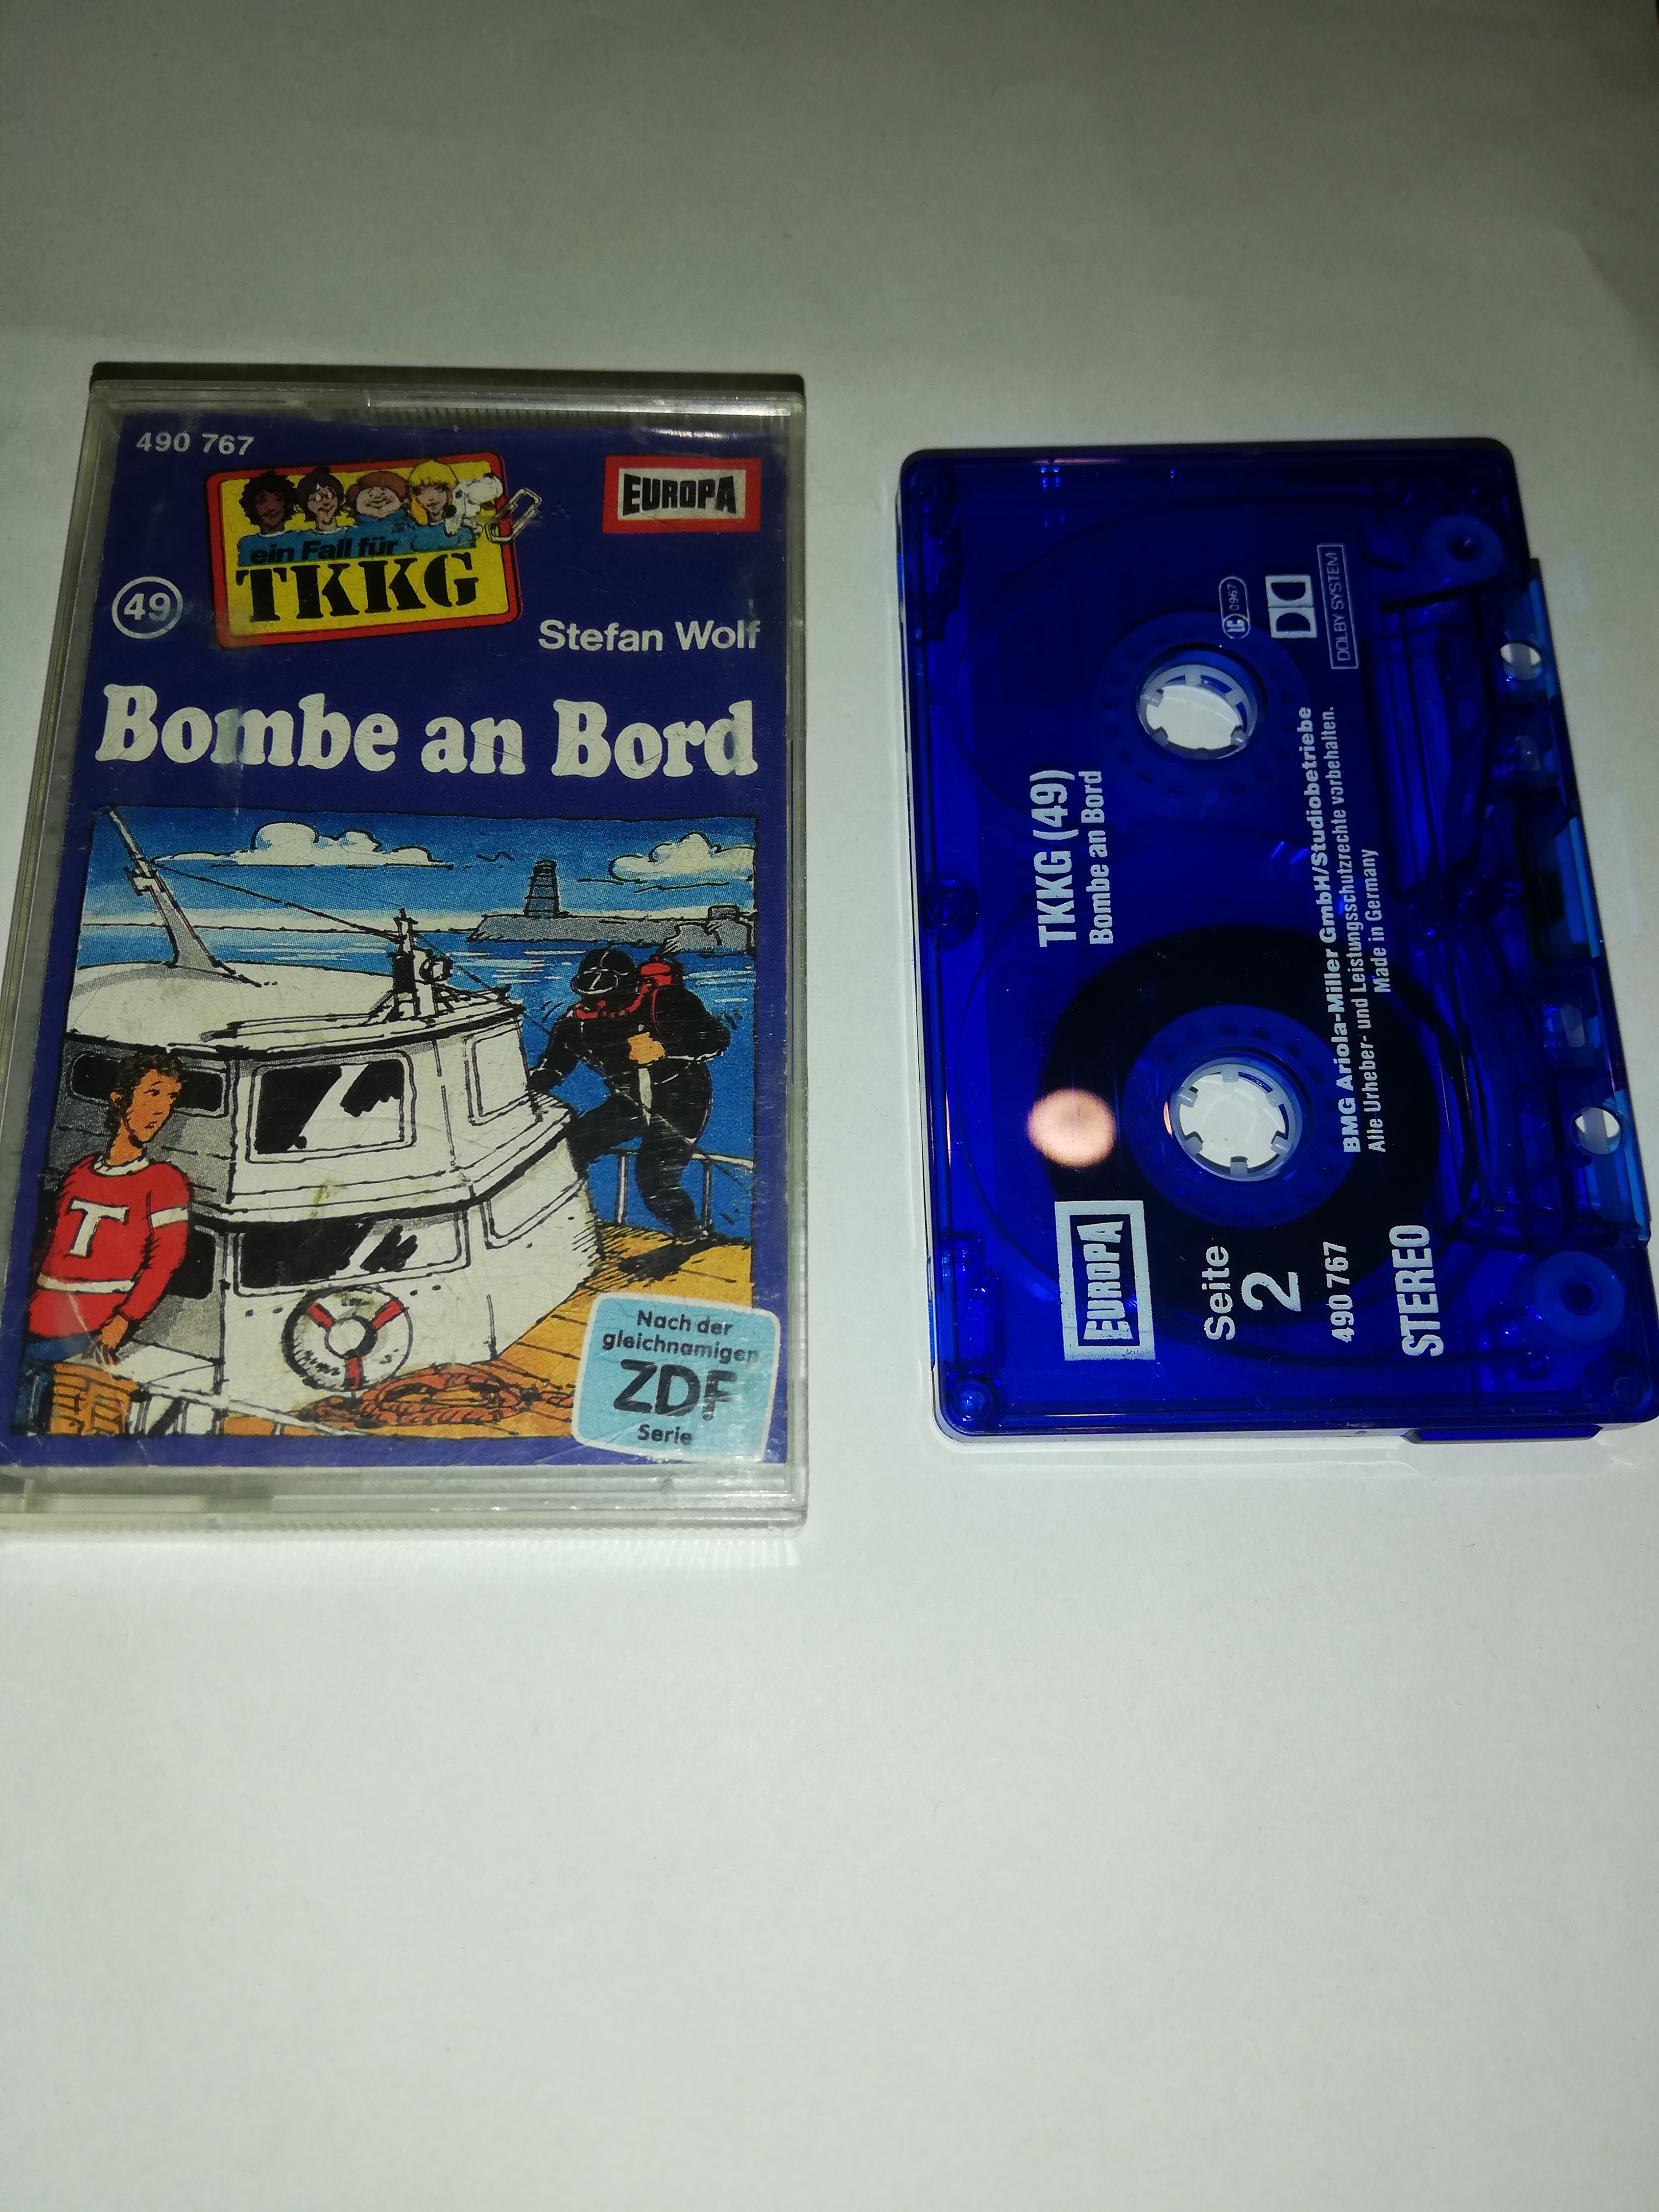 490 767
ein Fall für
TKKG
EUROPA
49
Stefan Wolf
Bombe an Bord
T
Nach der
gleichnamigen
ZDF
Serie
TKKG (49)
Bombe an Bord
EUROPA
Seite
2
490 767
STEREO
LC 0967
DOLBY SYSTEM
BMG Ariola-Miller GmbH/Studiobetriebe
Alle Urheber- und Leistungsschutzrechte vorbehalten.
Made in Germany